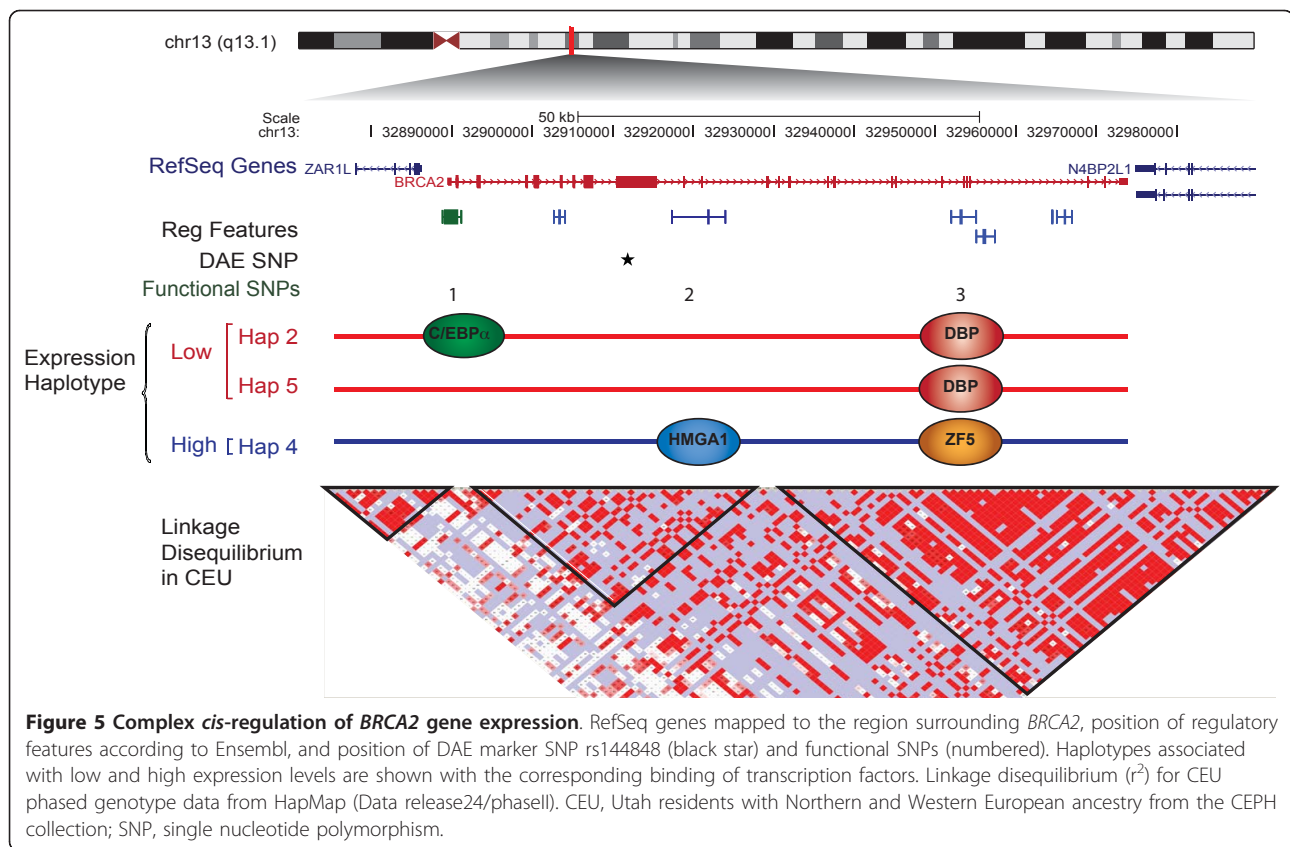 chr13 (q13.1)
Scale
50 kb
chr13:
32890000
32900000
32910000
32920000
32930000
32940000
32950000
32960000
32970000
32980000
RefSeq Genes
ZAR1L
BRCA2
N4BP2L1
Reg Features
DAE SNP
Functional SNPs
1
2
3
Expression
Haplotype
Low
Hap 2
C/EBPα
DBP
Hap 5
DBP
High
Hap 4
HMGA1
ZF5
Linkage
Disequilibrium
in CEU
Figure 5 Complex cis-regulation of BRCA2 gene expression. RefSeq genes mapped to the region surrounding BRCA2, position of regulatory
features according to Ensembl, and position of DAE marker SNP rs144848 (black star) and functional SNPs (numbered). Haplotypes associated
with low and high expression levels are shown with the corresponding binding of transcription factors. Linkage disequilibrium (r²) for CEU
phased genotype data from HapMap (Data release24/phaseII). CEU, Utah residents with Northern and Western European ancestry from the CEPH
collection; SNP, single nucleotide polymorphism.